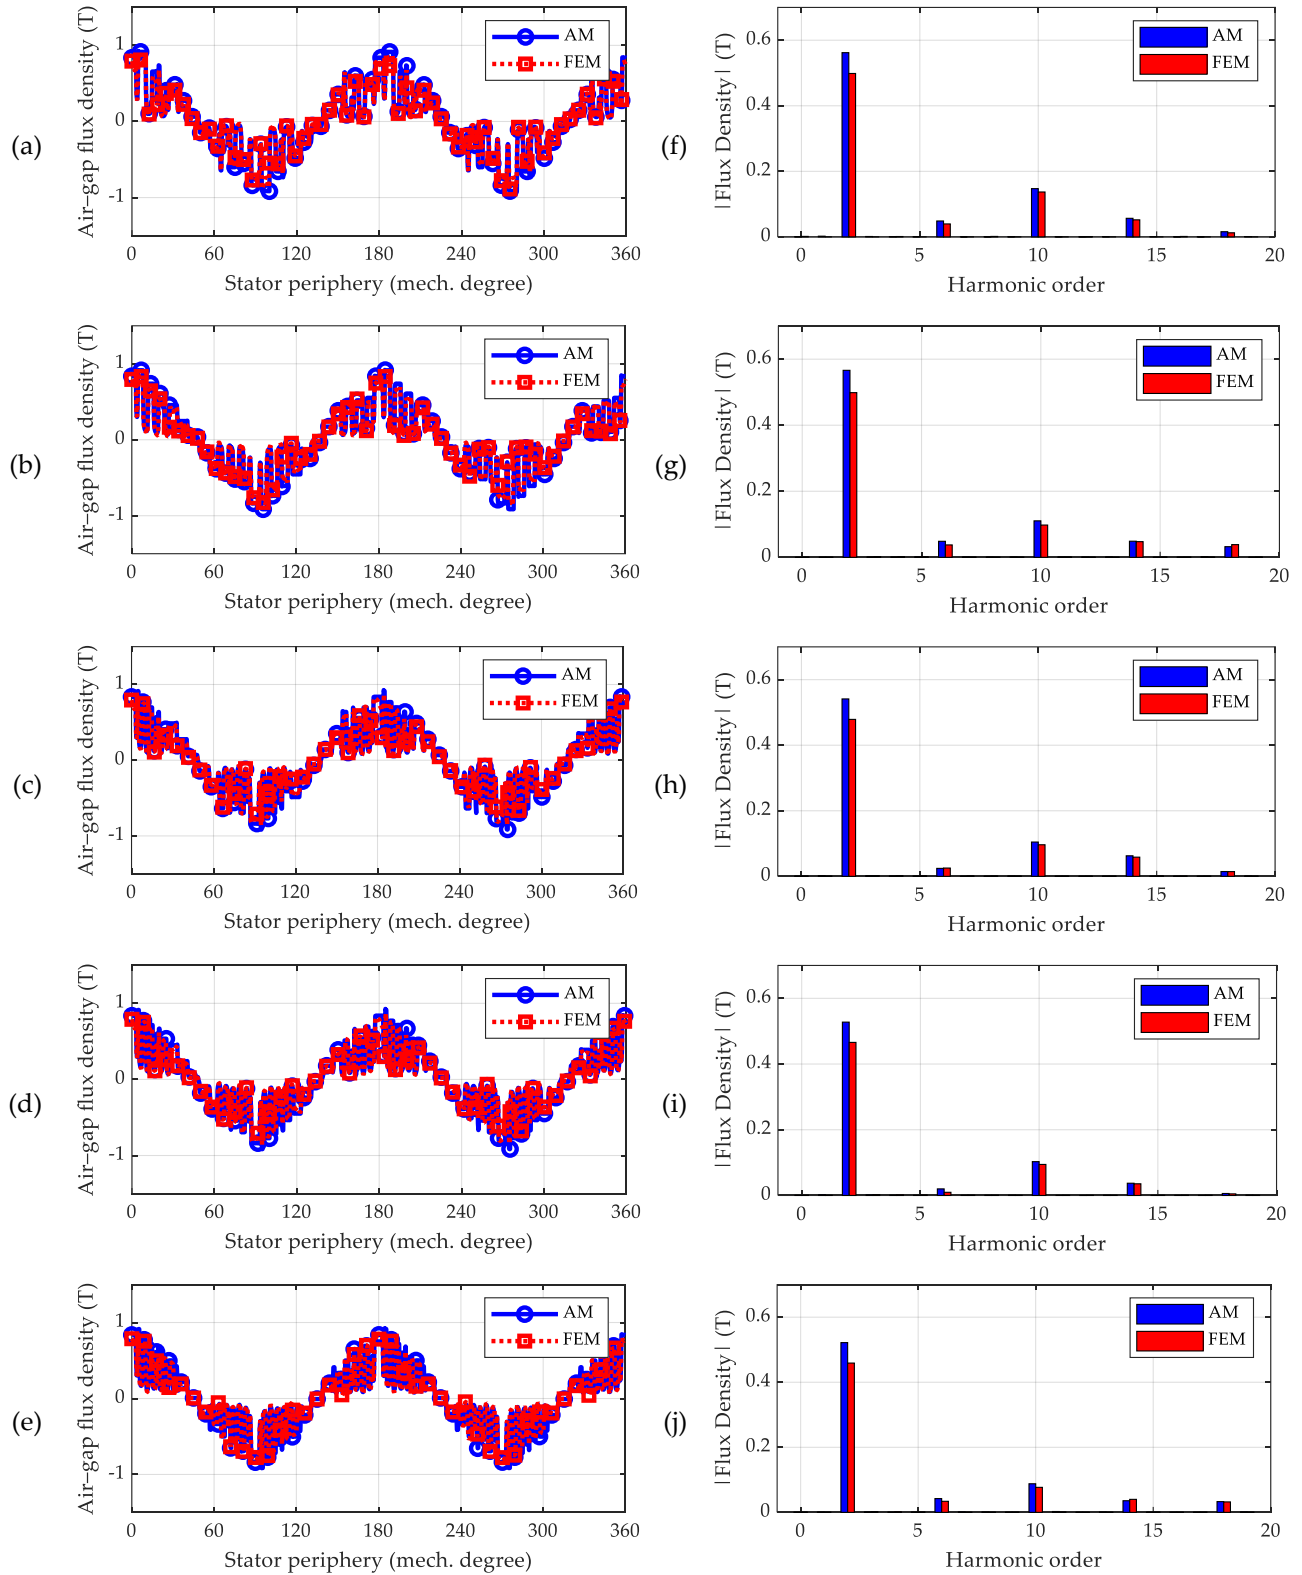 (a)
Air–gap flux density (T)
1
0
-1
0 60 120 180 240 300 360
Stator periphery (mech. degree)
AM
FEM
(f)
|Flux Density| (T)
0.6
0.4
0.2
0
0 5 10 15 20
Harmonic order
AM
FEM
(b)
Air–gap flux density (T)
1
0
-1
0 60 120 180 240 300 360
Stator periphery (mech. degree)
AM
FEM
(g)
|Flux Density| (T)
0.6
0.4
0.2
0
0 5 10 15 20
Harmonic order
AM
FEM
(c)
Air–gap flux density (T)
1
0
-1
0 60 120 180 240 300 360
Stator periphery (mech. degree)
AM
FEM
(h)
|Flux Density| (T)
0.6
0.4
0.2
0
0 5 10 15 20
Harmonic order
AM
FEM
(d)
Air–gap flux density (T)
1
0
-1
0 60 120 180 240 300 360
Stator periphery (mech. degree)
AM
FEM
(i)
|Flux Density| (T)
0.6
0.4
0.2
0
0 5 10 15 20
Harmonic order
AM
FEM
(e)
Air–gap flux density (T)
1
0
-1
0 60 120 180 240 300 360
Stator periphery (mech. degree)
AM
FEM
(j)
|Flux Density| (T)
0.6
0.4
0.2
0
0 5 10 15 20
Harmonic order
AM
FEM